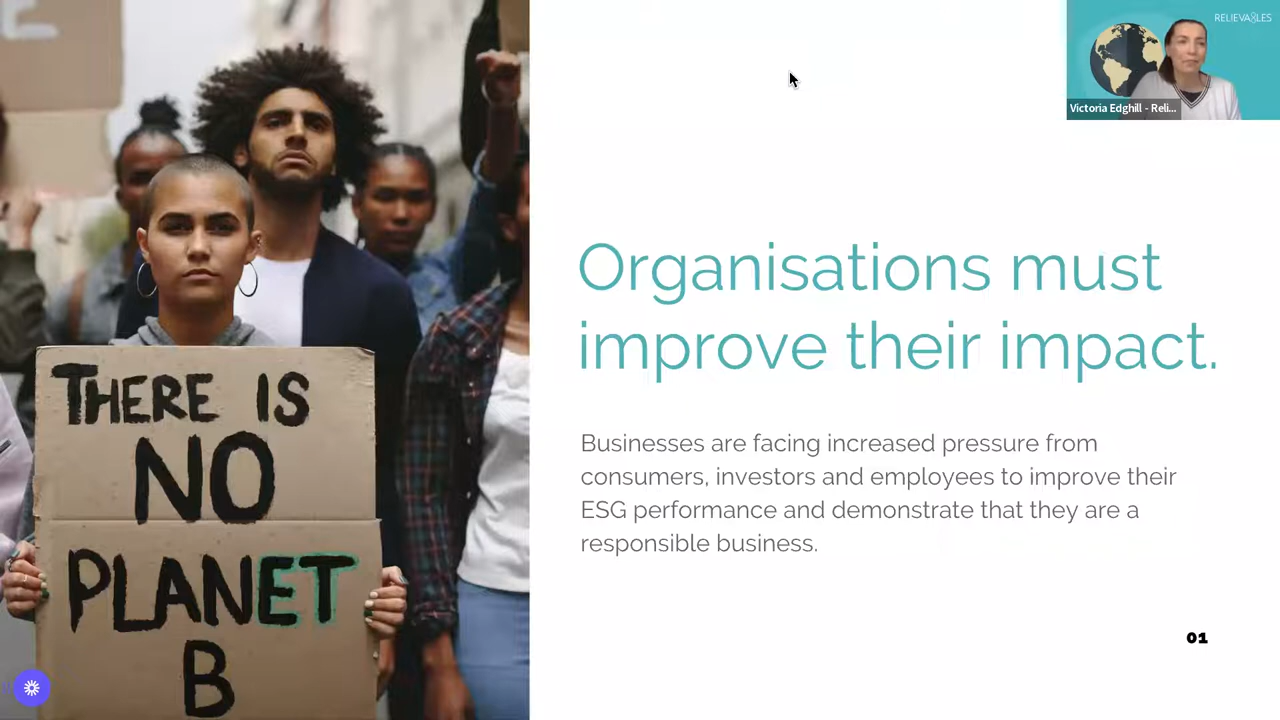 RELIEVABLES
Victoria Edghill - Reli...
THERE IS
NO
PLANET
B
Organisations must
improve their impact.
Businesses are facing increased pressure from
consumers, investors and employees to improve their
ESG performance and demonstrate that they are a
responsible business.
01